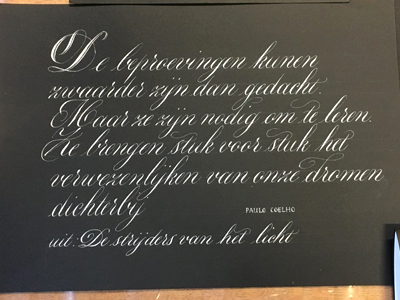 De beproevingen kunen
zwaarder zijn dan gedacht.
Maar ze zijn nodig om te leren.
Ze brengen stuk voor stuk het
verwezenlijken van onze dromen
dichterbij
PAULO COELHO
uit: De strijders van het licht